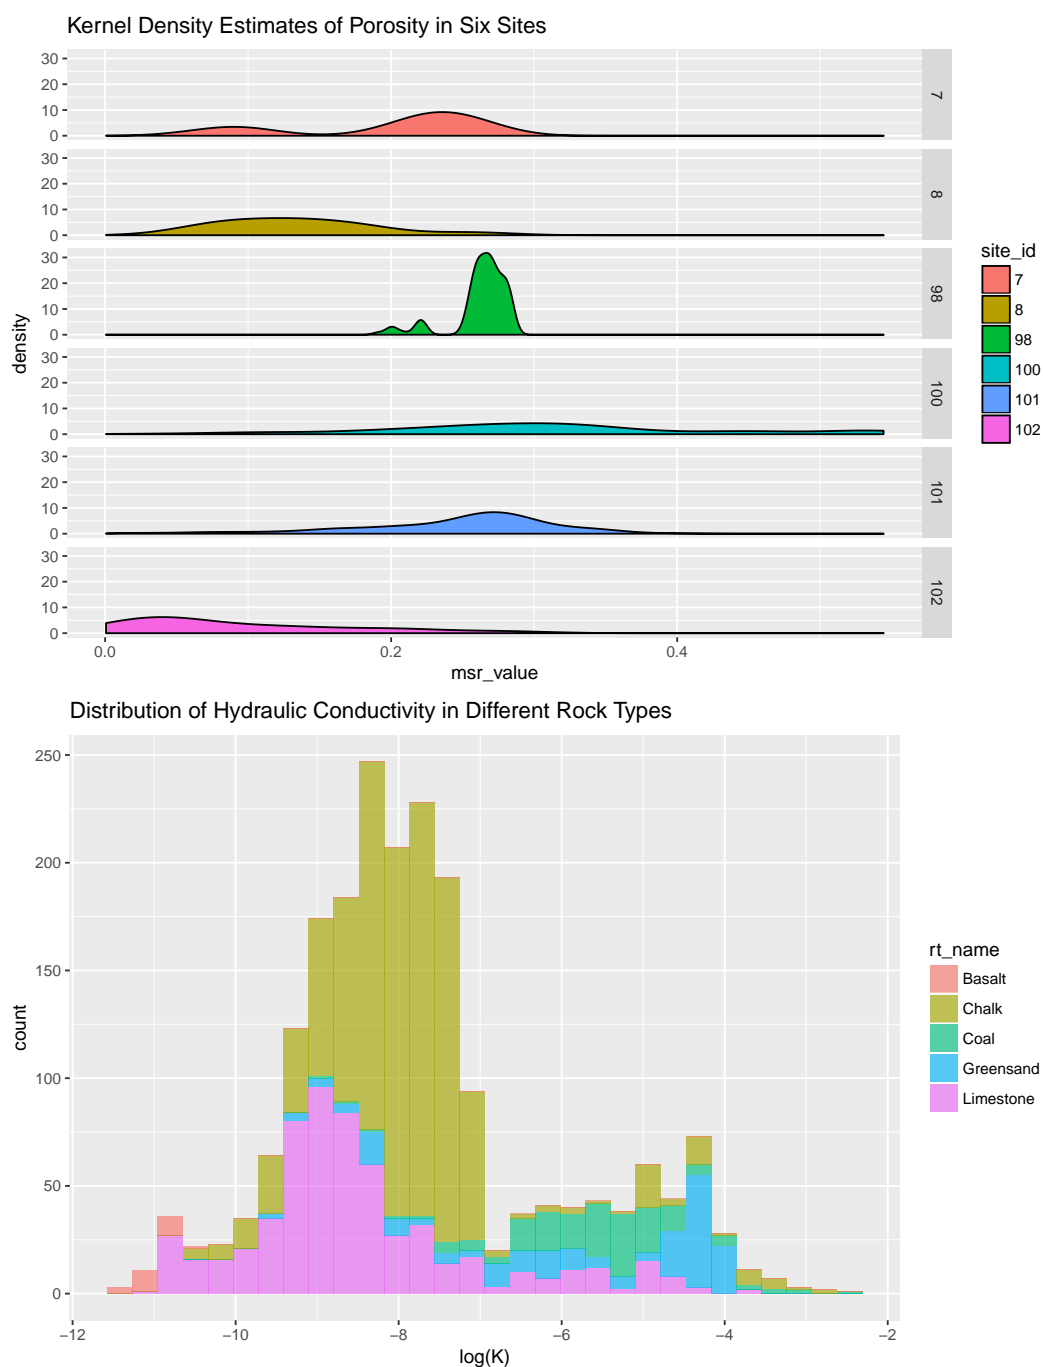 Kernel Density Estimates of Porosity in Six Sites
30
20
10
0
7
30
20
10
0
8
30
20
10
0
98
30
20
10
0
100
30
20
10
0
101
30
20
10
0
102
density
0.0 0.2 0.4
msr_value
site_id
7
8
98
100
101
102
Distribution of Hydraulic Conductivity in Different Rock Types
250
200
150
100
50
0
count
−12 −10 −8 −6 −4 −2
log(K)
rt_name
Basalt
Chalk
Coal
Greensand
Limestone